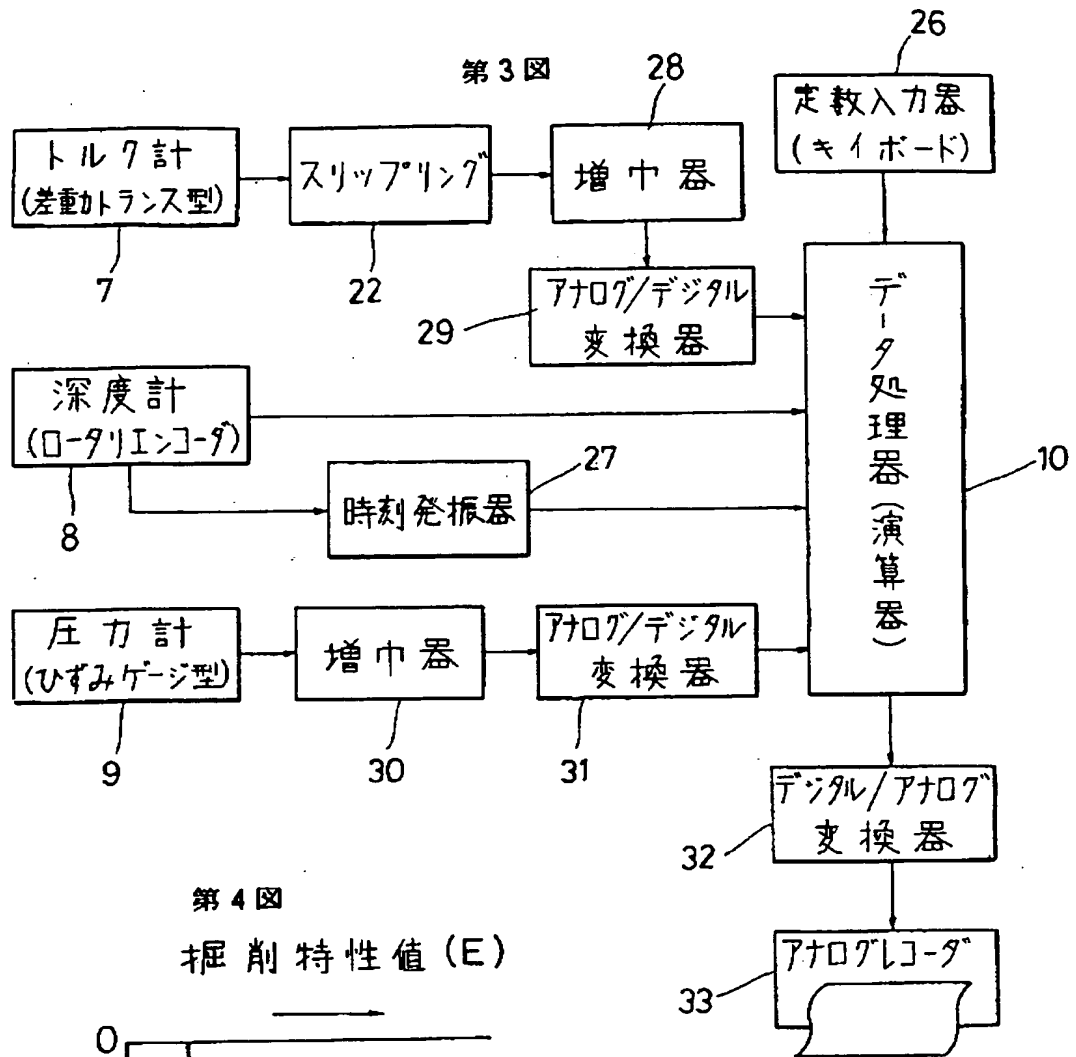 第3図
26
定数入力器
(キイボード)
28
トルク計
(差動トランス型)
7
スリップリング
22
増巾器
アナログ/デジタル
変換器
29
データ処理器(演算器)
10
深度計
(ロータリエンコーダ)
8
27
時刻発振器
圧力計
(ひずみゲージ型)
9
増巾器
30
アナログ/デジタル
変換器
31
デジタル/アナログ
変換器
32
アナログレコーダ
33
第4図
掘削特性値(E)
0